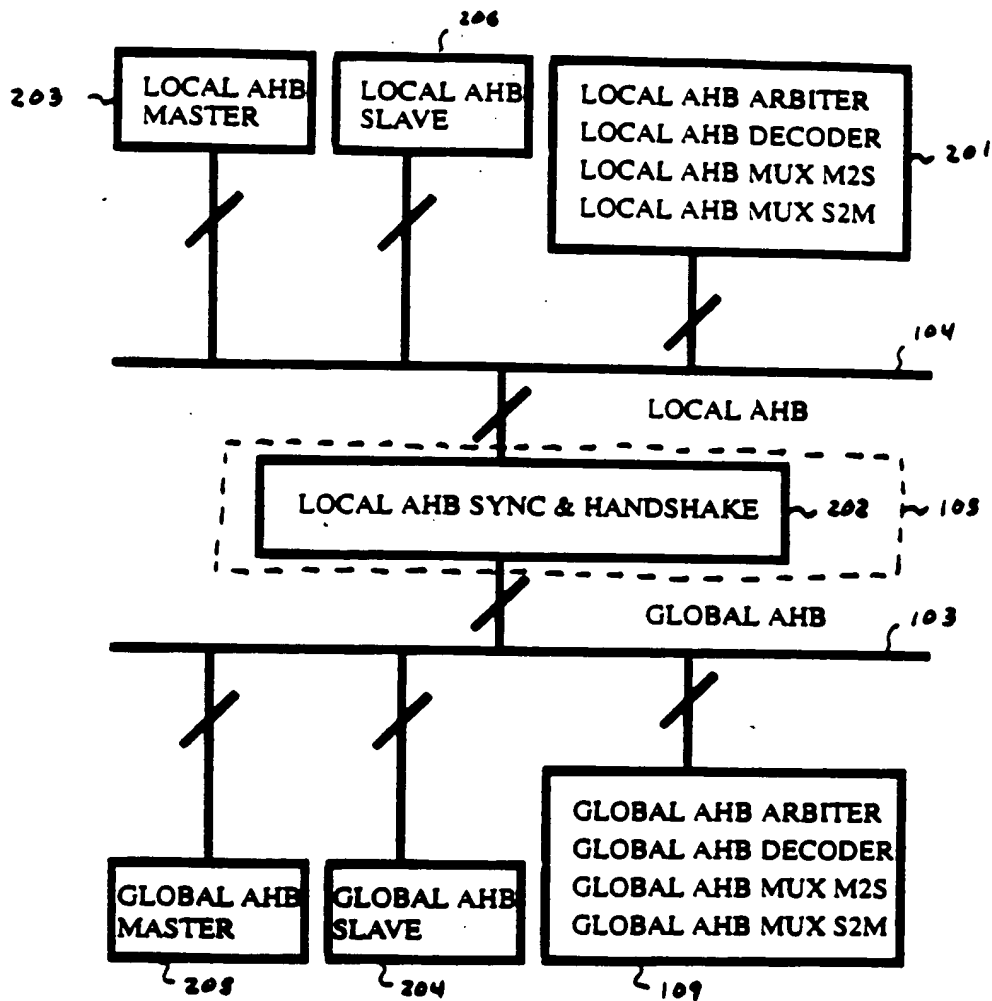 206
203
LOCAL AHB
MASTER
LOCAL AHB
SLAVE
LOCAL AHB ARBITER
LOCAL AHB DECODER
LOCAL AHB MUX M2S
LOCAL AHB MUX S2M
201
104
LOCAL AHB
LOCAL AHB SYNC & HANDSHAKE
202
105
GLOBAL AHB
103
GLOBAL AHB
MASTER
GLOBAL AHB
SLAVE
GLOBAL AHB ARBITER
GLOBAL AHB DECODER
GLOBAL AHB MUX M2S
GLOBAL AHB MUX S2M
205
204
109